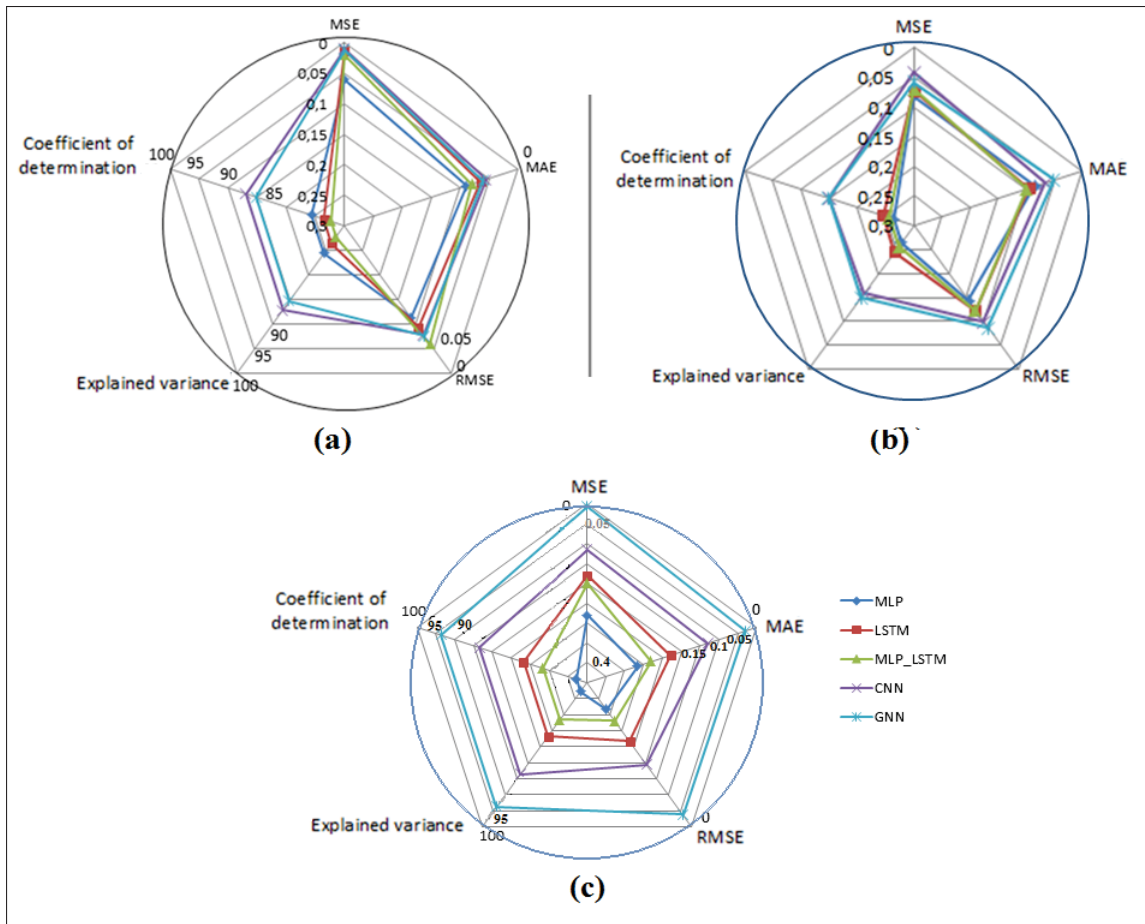 MSE
0
0,05
0,1
0,15
0,2
0,25
0,3
0
MAE
0.05
0
RMSE
90
95
100
Explained variance
Coefficient of
determination
100
95
90
85
(a)
MSE
0
0,05
0,1
0,15
0,2
0,25
0,3
MAE
RMSE
Explained variance
Coefficient of
determination
(b)
MSE
0
0.05
0.4
0
MAE
0.05
0.1
0.15
0
RMSE
95
100
Explained variance
Coefficient of
determination
100
95
90
(c)
MLP
LSTM
MLP_LSTM
CNN
GNN